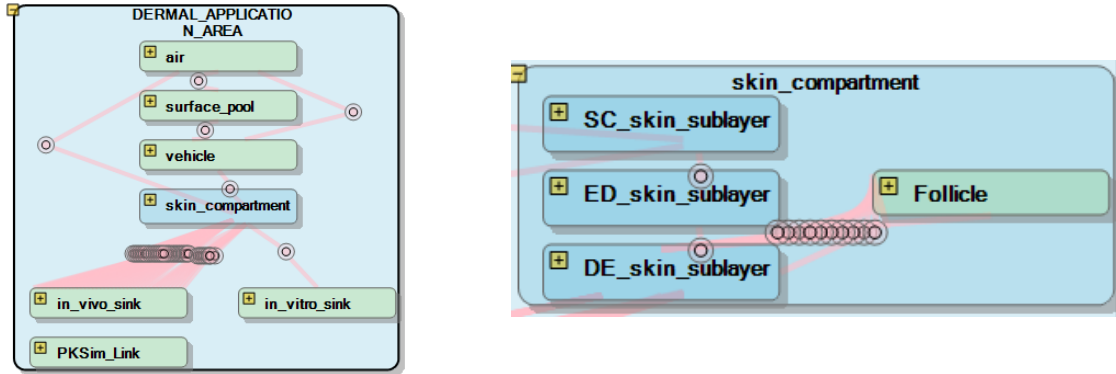 DERMAL_APPLICATIO
N_AREA
air
surface_pool
vehicle
skin_compartment
in_vivo_sink
in_vitro_sink
PKSim_Link
skin_compartment
SC_skin_sublayer
ED_skin_sublayer
Follicle
DE_skin_sublayer